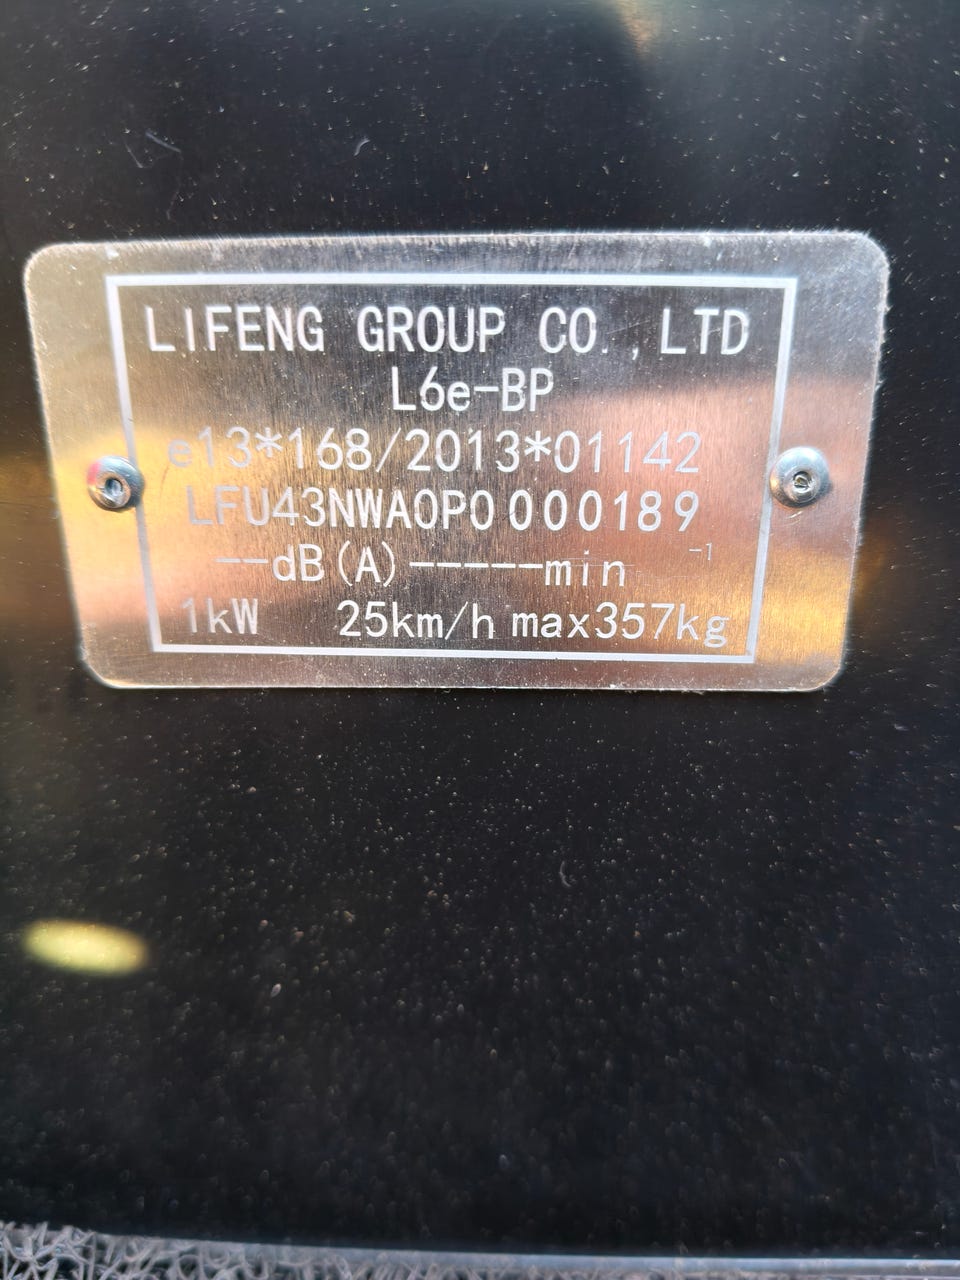 LIFENG GROUP CO.,LTD
L6e-BP
e13*168/2013*01142
LFU43NWA0P0000189
--dB(A)-----min⁻¹
1kW 25km/h max357kg